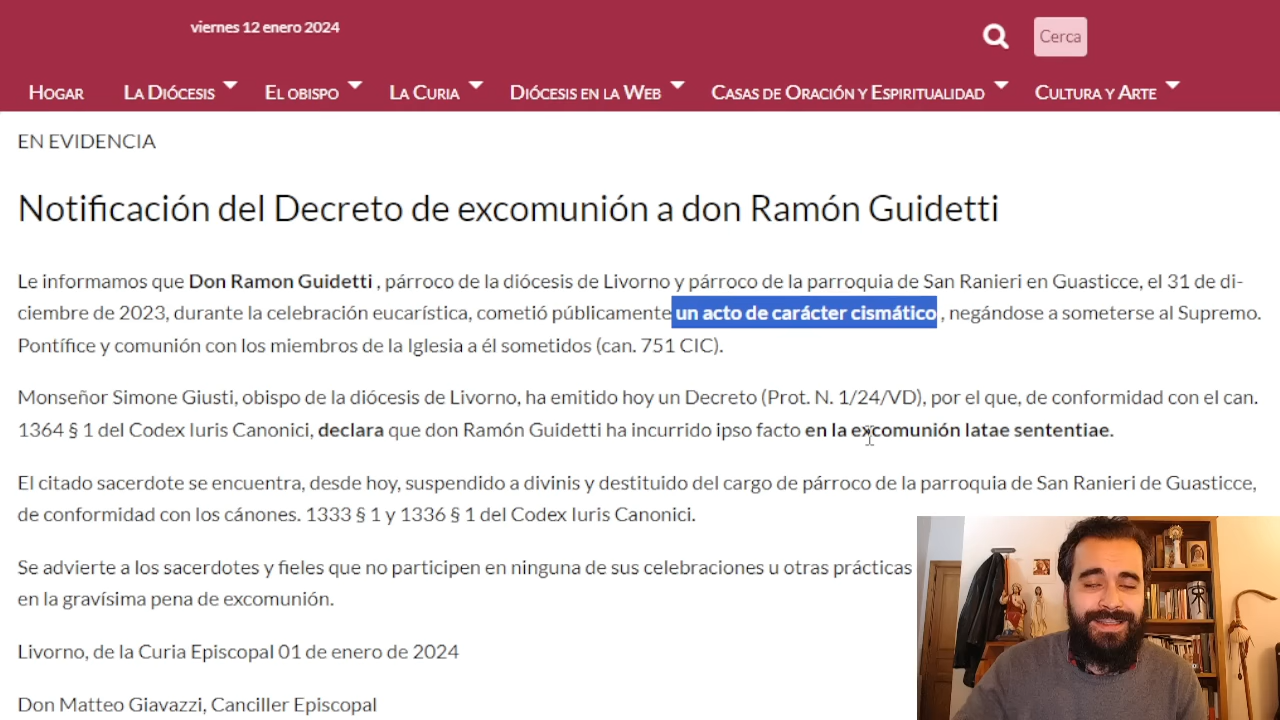 viernes 12 enero 2024
Cerca
HOGAR LA DIÓCESIS EL OBISPO LA CURIA DIÓCESIS EN LA WEB CASAS DE ORACIÓN Y ESPIRITUALIDAD CULTURA Y ARTE
EN EVIDENCIA
Notificación del Decreto de excomunión a don Ramón Guidetti
Le informamos que Don Ramon Guidetti , párroco de la diócesis de Livorno y párroco de la parroquia de San Ranieri en Guasticce, el 31 de di-
ciembre de 2023, durante la celebración eucarística, cometió públicamente un acto de carácter cismático , negándose a someterse al Supremo.
Pontífice y comunión con los miembros de la Iglesia a él sometidos (can. 751 CIC).
Monseñor Simone Giusti, obispo de la diócesis de Livorno, ha emitido hoy un Decreto (Prot. N. 1/24/VD), por el que, de conformidad con el can.
1364 § 1 del Codex Iuris Canonici, declara que don Ramón Guidetti ha incurrido ipso facto en la excomunión latae sententiae.
El citado sacerdote se encuentra, desde hoy, suspendido a divinis y destituido del cargo de párroco de la parroquia de San Ranieri de Guasticce,
de conformidad con los cánones. 1333 § 1 y 1336 § 1 del Codex Iuris Canonici.
Se advierte a los sacerdotes y fieles que no participen en ninguna de sus celebraciones u otras prácticas
en la gravísima pena de excomunión.
Livorno, de la Curia Episcopal 01 de enero de 2024
Don Matteo Giavazzi, Canciller Episcopal